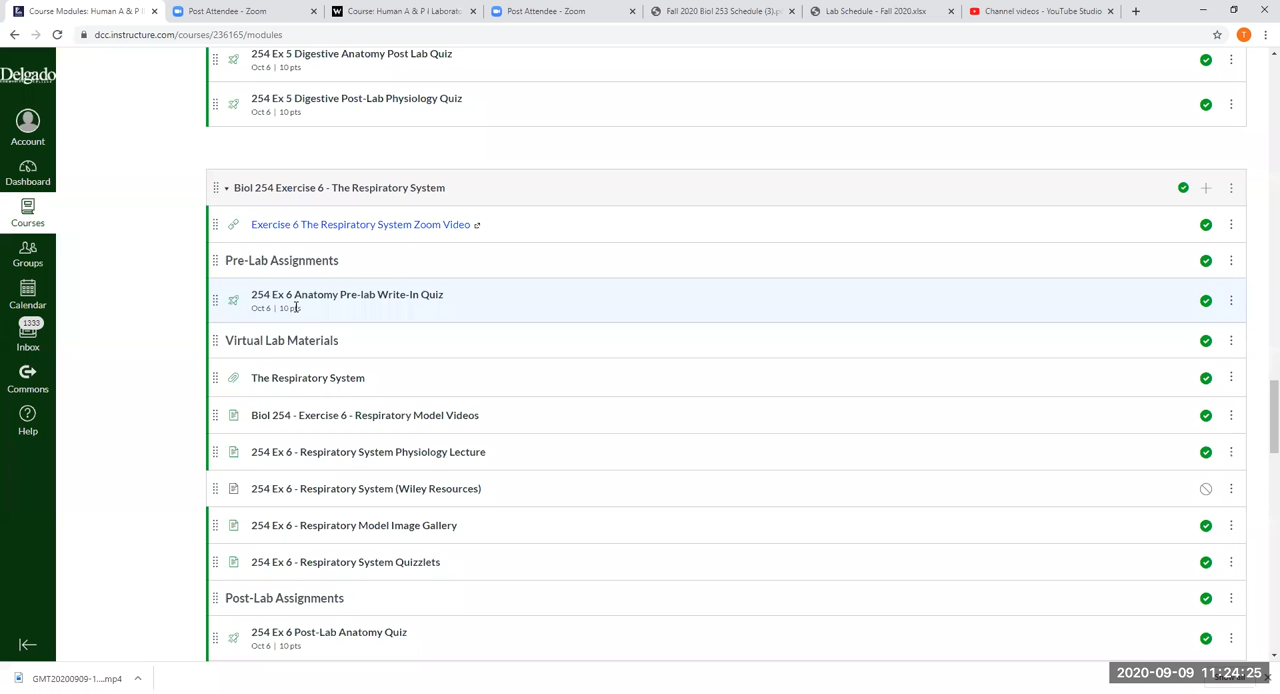 Course Modules: Human A & P II
Post Attendee - Zoom
Course: Human A & P I Laborato
Post Attendee - Zoom
Fall 2020 Biol 253 Schedule (3).p
Lab Schedule - Fall 2020.xlsx
Channel videos - YouTube Studio
dcc.instructure.com/courses/236165/modules
T
Delgado
Account
Dashboard
Courses
Groups
Calendar
1333
Inbox
Commons
Help
254 Ex 5 Digestive Anatomy Post Lab Quiz
Oct 6 | 10 pts
254 Ex 5 Digestive Post-Lab Physiology Quiz
Oct 6 | 10 pts
Biol 254 Exercise 6 - The Respiratory System
Exercise 6 The Respiratory System Zoom Video
Pre-Lab Assignments
254 Ex 6 Anatomy Pre-lab Write-In Quiz
Oct 6 | 10 pts
Virtual Lab Materials
The Respiratory System
Biol 254 - Exercise 6 - Respiratory Model Videos
254 Ex 6 - Respiratory System Physiology Lecture
254 Ex 6 - Respiratory System (Wiley Resources)
254 Ex 6 - Respiratory Model Image Gallery
254 Ex 6 - Respiratory System Quizzlets
Post-Lab Assignments
254 Ex 6 Post-Lab Anatomy Quiz
Oct 6 | 10 pts
GMT20200909-1....mp4
2020-09-09 11:24:25